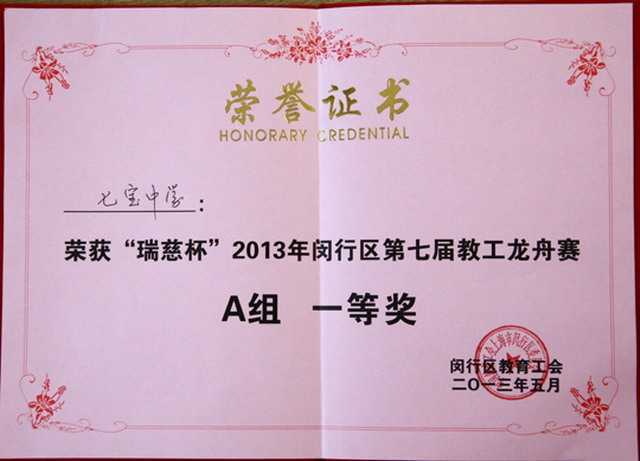 荣誉证书
HONORARY CREDENTIAL
七宝中学：
荣获“瑞慈杯”2013年闵行区第七届教工龙舟赛
A组 一等奖
闵行区教育工会
二〇一三年五月